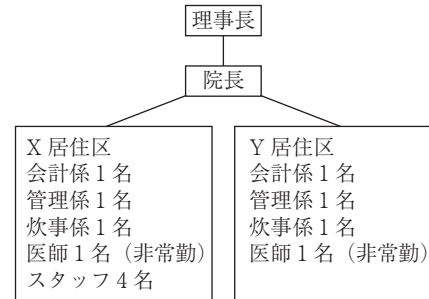 理事長
院長
X 居住区
会計係 1 名
管理係 1 名
炊事係 1 名
医師 1 名（非常勤）
スタッフ 4 名
Y 居住区
会計係 1 名
管理係 1 名
炊事係 1 名
医師 1 名（非常勤）